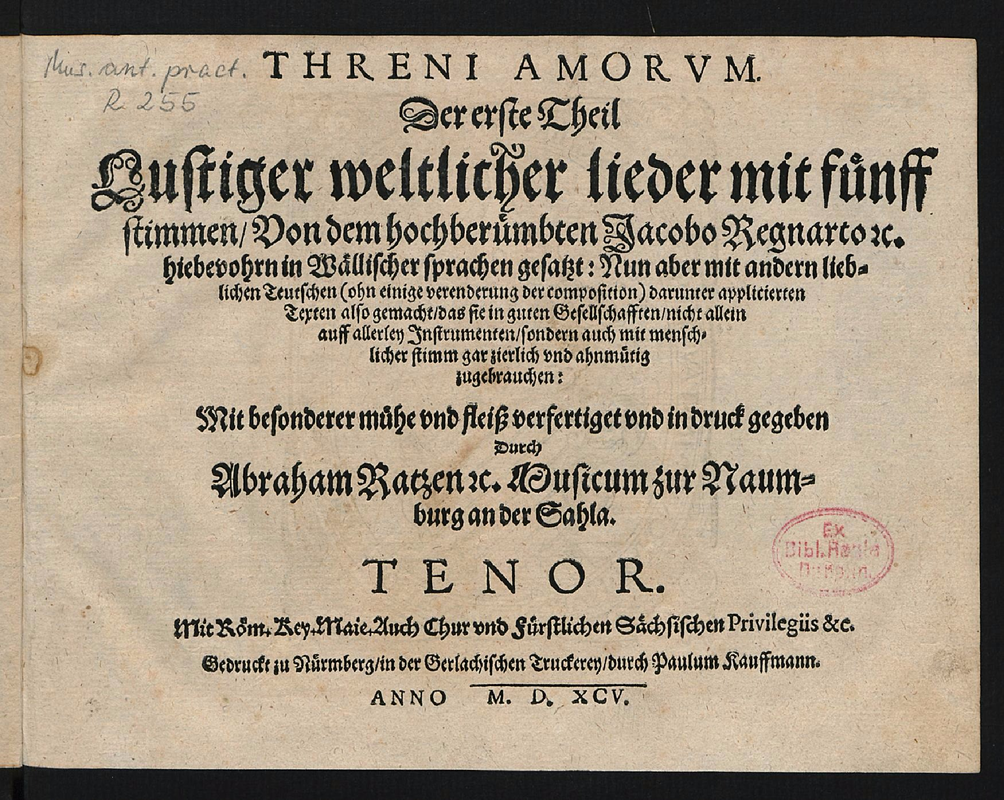 Mus. ant. pract.
R 255
THRENI AMORVM.
Der erste Theil
Lustiger weltlicher lieder mit fünff
stimmen/ Von dem hochberümbten Jacobo Regnarto ꝛc.
hiebevohrn in Wällischer sprachen gesatzt: Nun aber mit andern lieb-
lichen Teutschen (ohn einige verenderung der composition) darunter applicierten
Texten also gemacht/das sie in guten Gesellschafften/nicht allein
auff allerley Instrumenten/sondern auch mit mensch-
licher stimm gar zierlich vnd ahnmütig
zugebrauchen:
Mit besonderer mühe vnd fleiß verfertiget vnd in druck gegeben
Durch
Abraham Ratzen ꝛc. Musicum zur Naum-
burg an der Sahla.
Ex
Bibl. Regia
TENOR.
Mit Röm. Key. Maie. Auch Chur vnd Fürstlichen Sächsischen Privilegiis &c.
Gedruckt zu Nürmberg/in der Gerlachischen Truckerey/durch Paulum Kauffmann.
ANNO M. D. XCV.